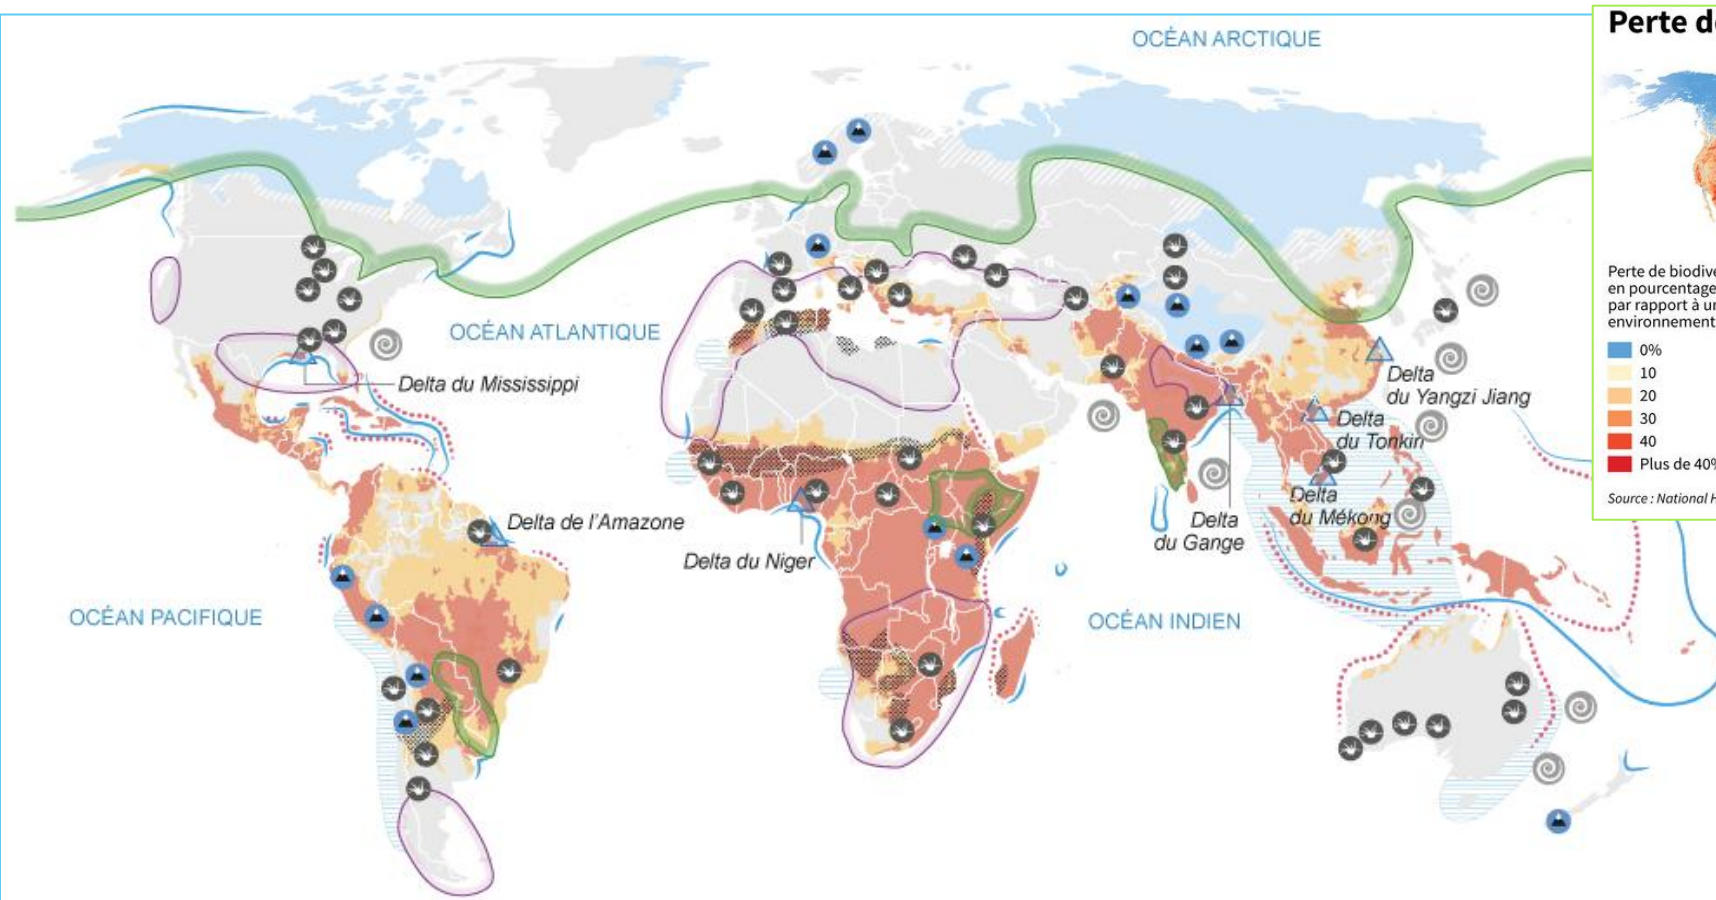 OCÉAN ARCTIQUE
OCÉAN ATLANTIQUE
Delta du Mississippi
Delta
du Yangzi Jiang
Delta
du Tonkin
Delta
du Mékong
Delta
du Gange
Delta de l'Amazone
Delta du Niger
OCÉAN PACIFIQUE
OCÉAN INDIEN
Perte d
Perte de biodive
en pourcentage
par rapport à u
environnement
0%
10
20
30
40
Plus de 40%
Source : National H